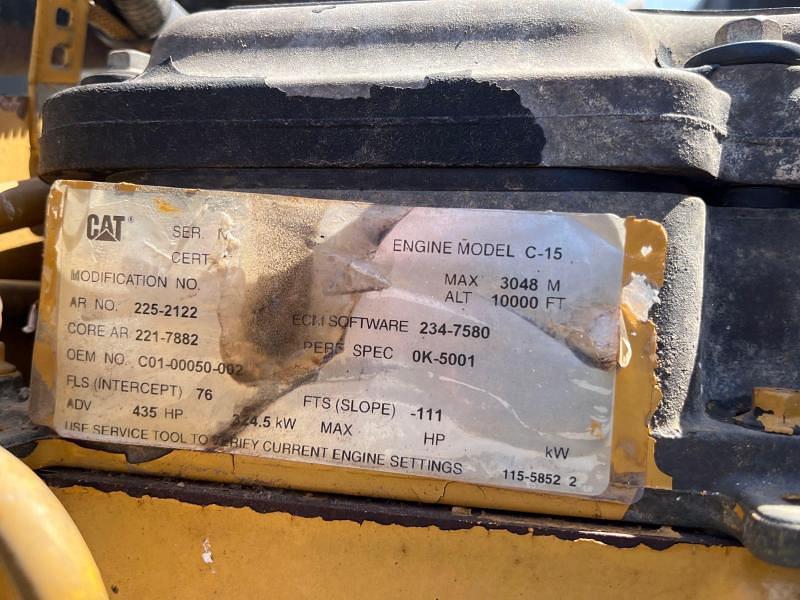 CAT® SER. N ENGINE MODEL C-15
CERT
MODIFICATION NO. MAX 3048 M
ALT 10000 FT
AR NO. 225-2122
CORE AR 221-7882 ECM SOFTWARE 234-7580
OEM NO. C01-00050-002 PERF SPEC 0K-5001
FLS (INTERCEPT) 76 FTS (SLOPE) -111
ADV 435 HP 324.5 kW MAX HP kW
USE SERVICE TOOL TO VERIFY CURRENT ENGINE SETTINGS 115-5852 2